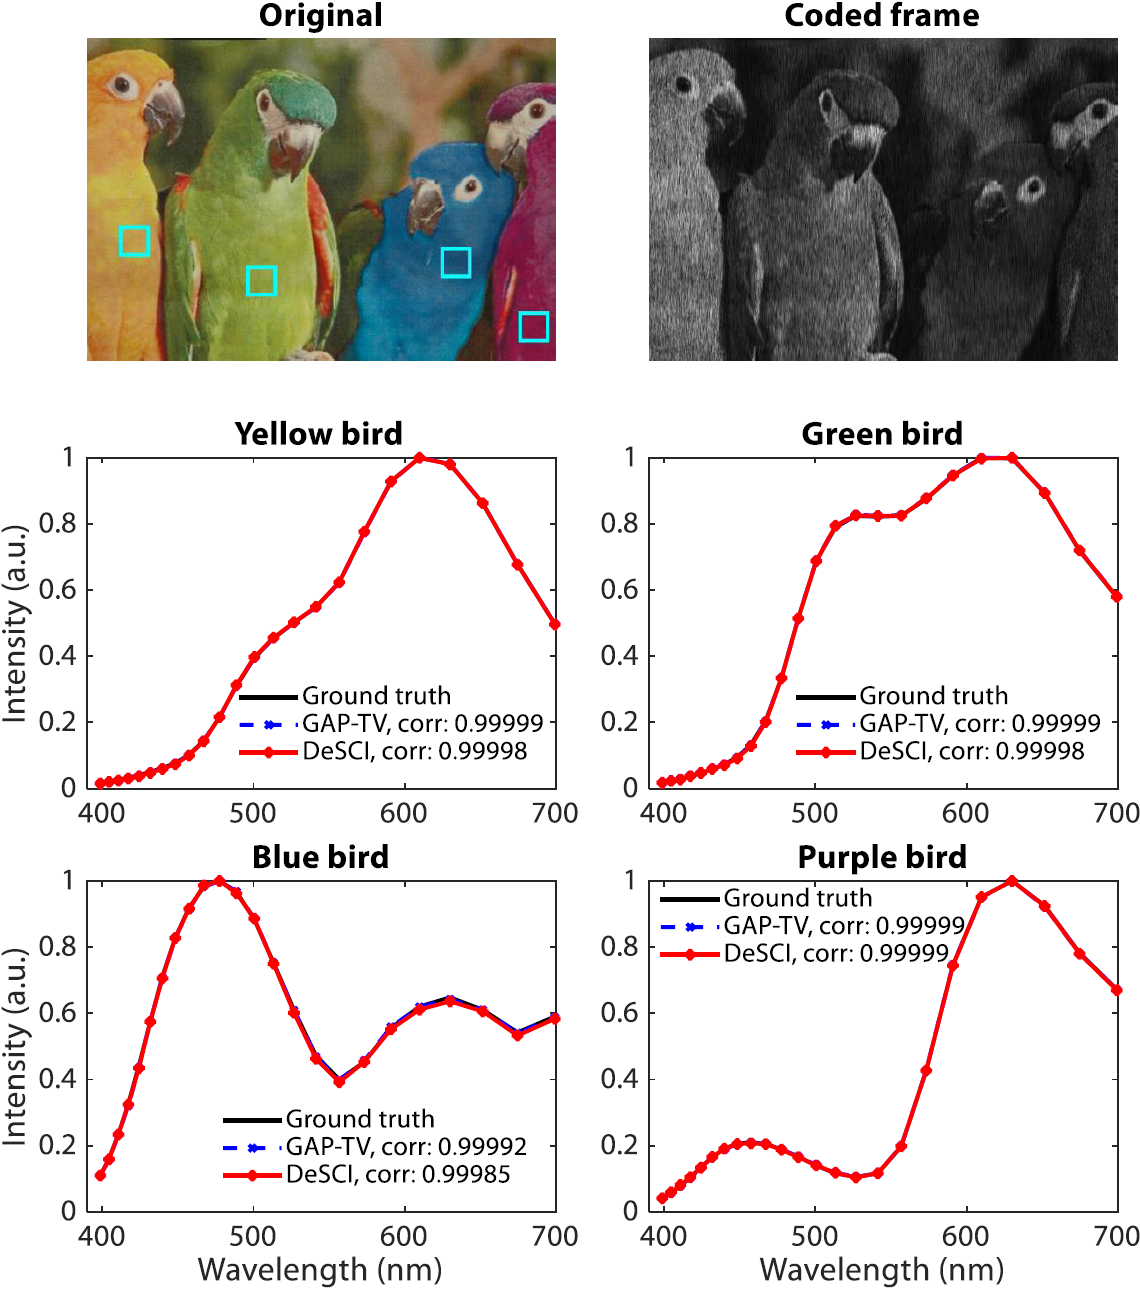 Original
Coded frame
Yellow bird
Intensity (a.u.)
1
0.8
0.6
0.4
0.2
0
400
500
600
700
Ground truth
GAP-TV, corr: 0.99999
DeSCI, corr: 0.99998
Green bird
1
0.8
0.6
0.4
0.2
0
400
500
600
700
Ground truth
GAP-TV, corr: 0.99999
DeSCI, corr: 0.99998
Blue bird
Intensity (a.u.)
1
0.8
0.6
0.4
0.2
0
400
500
600
700
Wavelength (nm)
Ground truth
GAP-TV, corr: 0.99992
DeSCI, corr: 0.99985
Purple bird
1
0.8
0.6
0.4
0.2
0
400
500
600
700
Wavelength (nm)
Ground truth
GAP-TV, corr: 0.99999
DeSCI, corr: 0.99999